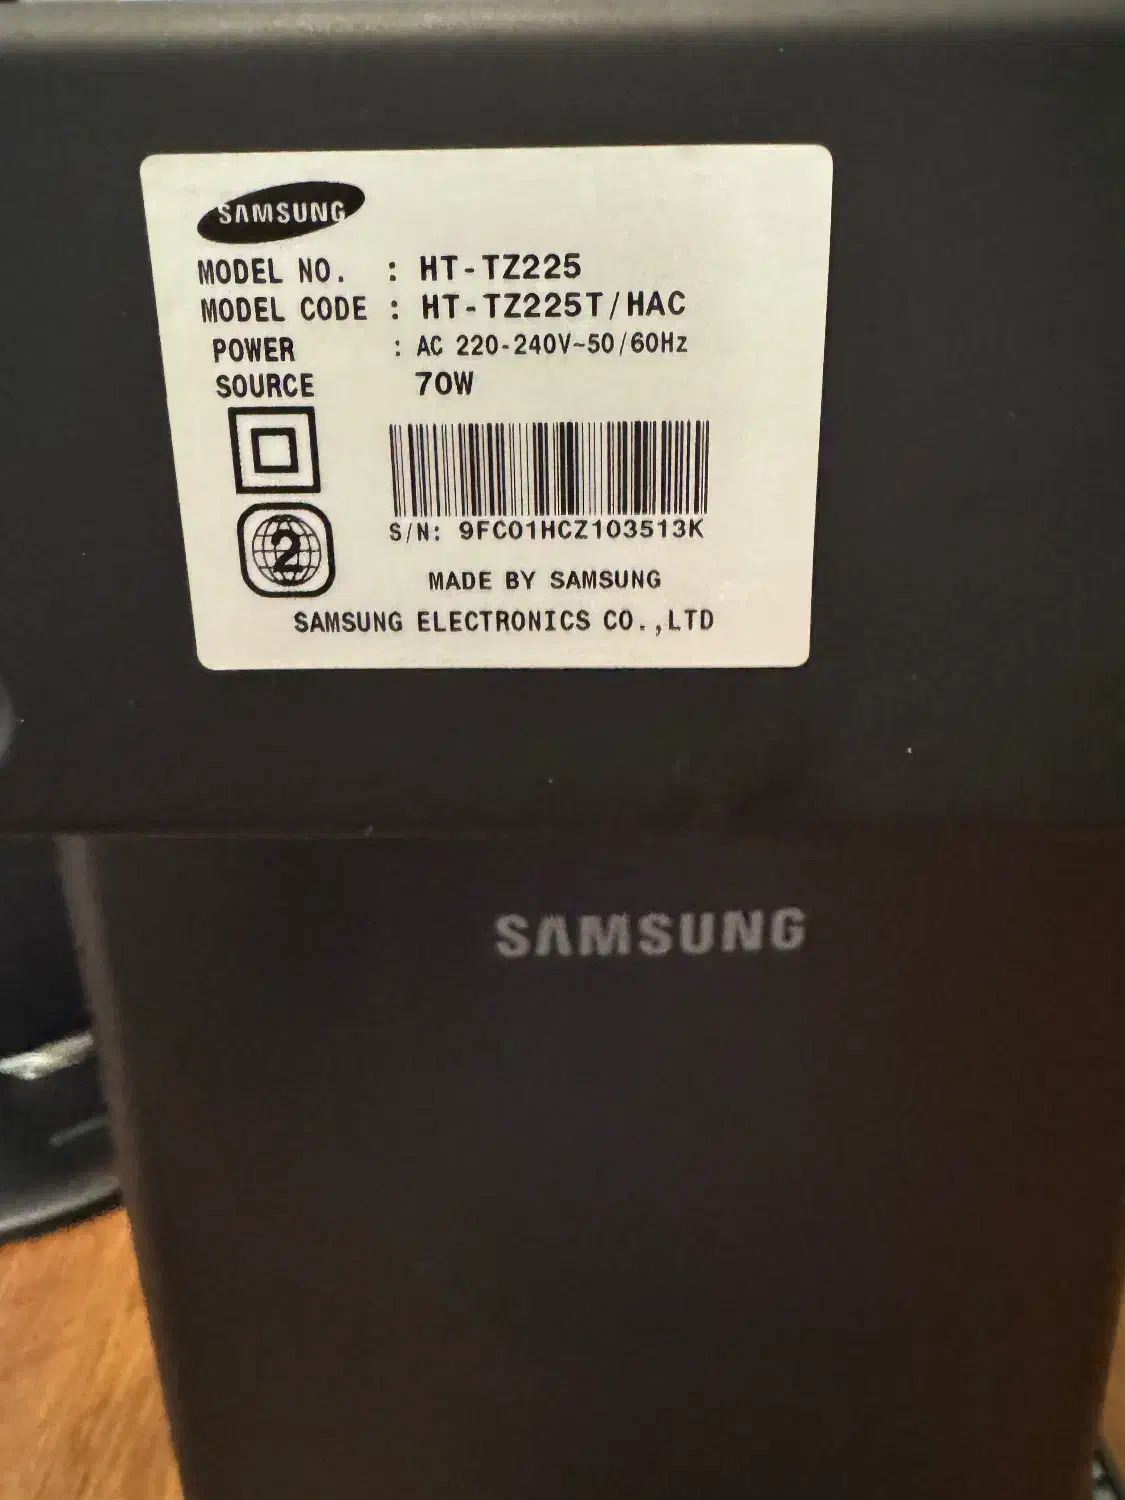 SAMSUNG
MODEL NO. : HT-TZ225
MODEL CODE : HT-TZ225T/HAC
POWER : AC 220-240V~50/60Hz
SOURCE 70W
2
S/N: 9FC01HCZ103513K
MADE BY SAMSUNG
SAMSUNG ELECTRONICS CO.,LTD
SAMSUNG